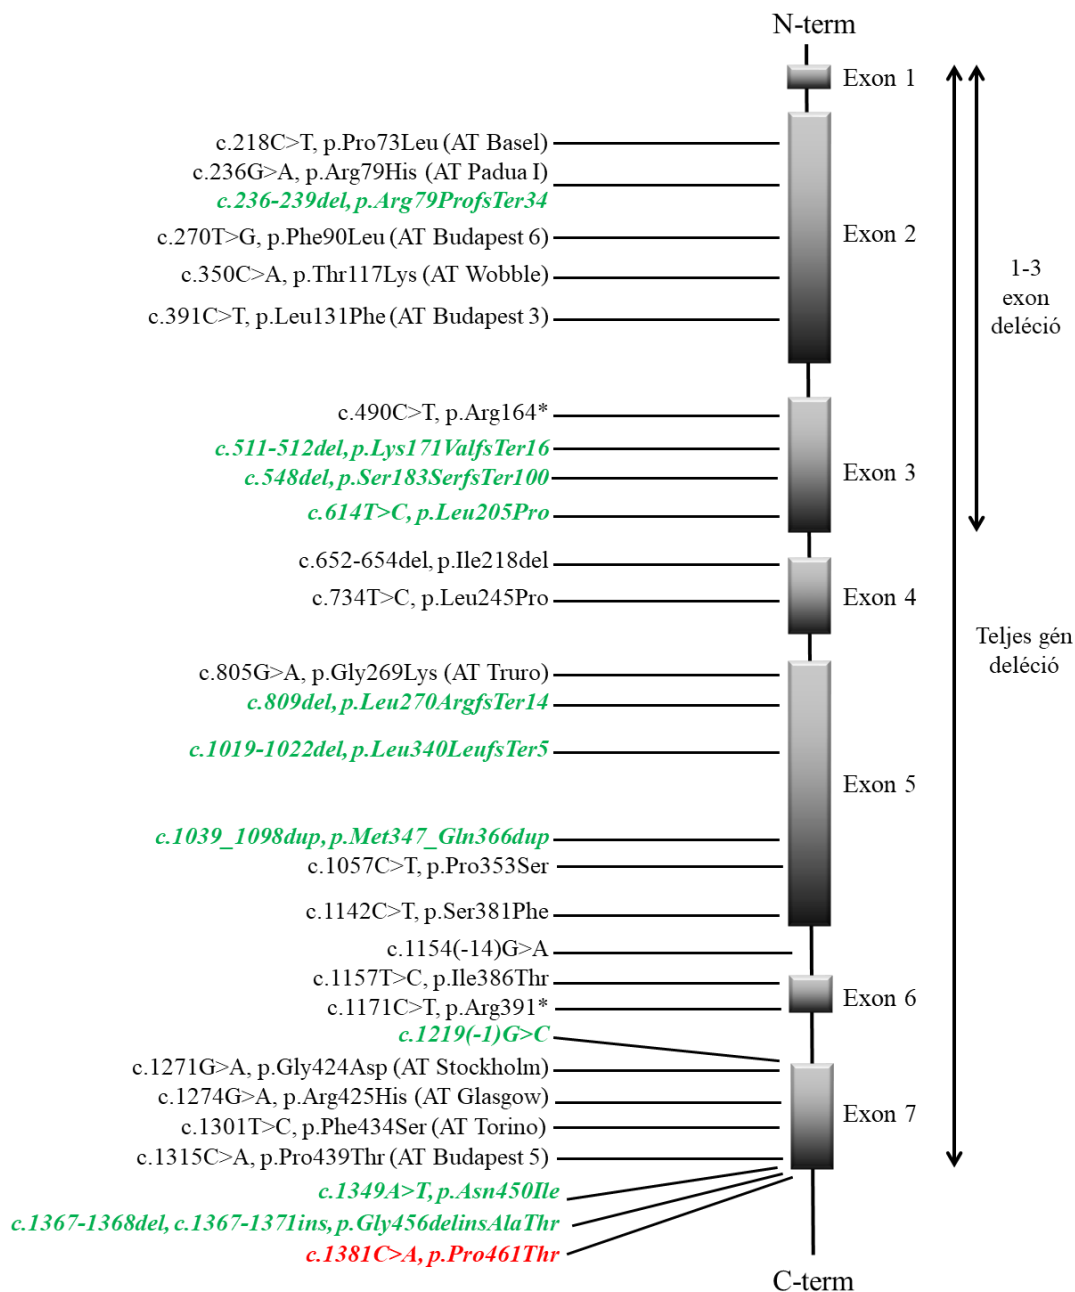 N-term
Exon 1
c.218C>T, p.Pro73Leu (AT Basel)
c.236G>A, p.Arg79His (AT Padua I)
c.236-239del, p.Arg79ProfsTer34
c.270T>G, p.Phe90Leu (AT Budapest 6)
Exon 2
c.350C>A, p.Thr117Lys (AT Wobble)
c.391C>T, p.Leu131Phe (AT Budapest 3)
1-3
exon
deléció
c.490C>T, p.Arg164*
c.511-512del, p.Lys171ValfsTer16
c.548del, p.Ser183SerfsTer100
Exon 3
c.614T>C, p.Leu205Pro
c.652-654del, p.Ile218del
c.734T>C, p.Leu245Pro
Exon 4
Teljes gén
deléció
c.805G>A, p.Gly269Lys (AT Truro)
c.809del, p.Leu270ArgfsTer14
c.1019-1022del, p.Leu340LeufsTer5
Exon 5
c.1039_1098dup, p.Met347_Gln366dup
c.1057C>T, p.Pro353Ser
c.1142C>T, p.Ser381Phe
c.1154(-14)G>A
c.1157T>C, p.Ile386Thr
Exon 6
c.1171C>T, p.Arg391*
c.1219(-1)G>C
c.1271G>A, p.Gly424Asp (AT Stockholm)
c.1274G>A, p.Arg425His (AT Glasgow)
Exon 7
c.1301T>C, p.Phe434Ser (AT Torino)
c.1315C>A, p.Pro439Thr (AT Budapest 5)
c.1349A>T, p.Asn450Ile
c.1367-1368del, c.1367-1371ins, p.Gly456delinsAlaThr
c.1381C>A, p.Pro461Thr
C-term